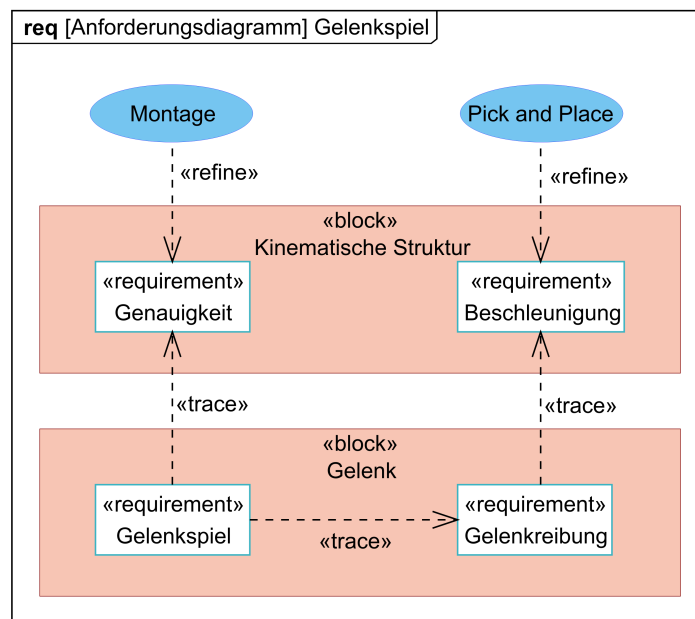 req [Anforderungsdiagramm] Gelenkspiel
Montage
Pick and Place
«refine»
«refine»
«block»
Kinematische Struktur
«requirement»
Genauigkeit
«requirement»
Beschleunigung
«trace»
«trace»
«block»
Gelenk
«requirement»
Gelenkspiel
«requirement»
Gelenkreibung
«trace»